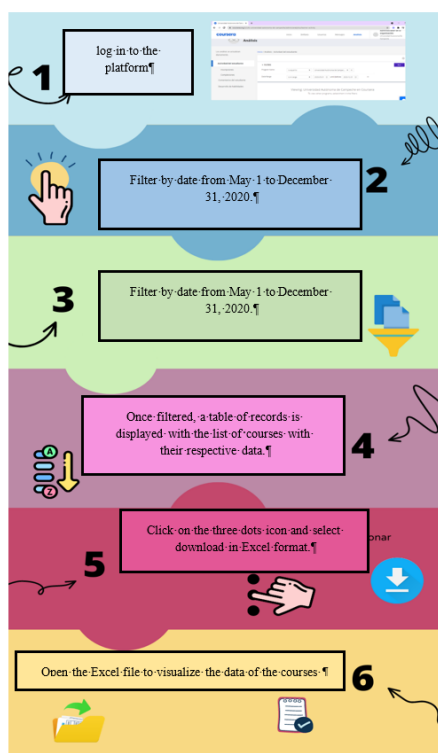 1
log in to the
platform¶
Filter by date from May 1 to December
31, 2020.¶
2
3
Filter by date from May 1 to December
31, 2020.¶
Once filtered, a table of records is
displayed with the list of courses with
their respective data.¶
4
A
Z
Click on the three dots icon and select
download in Excel format.¶
onar
5
Open the Excel file to visualize the data of the courses ¶
6